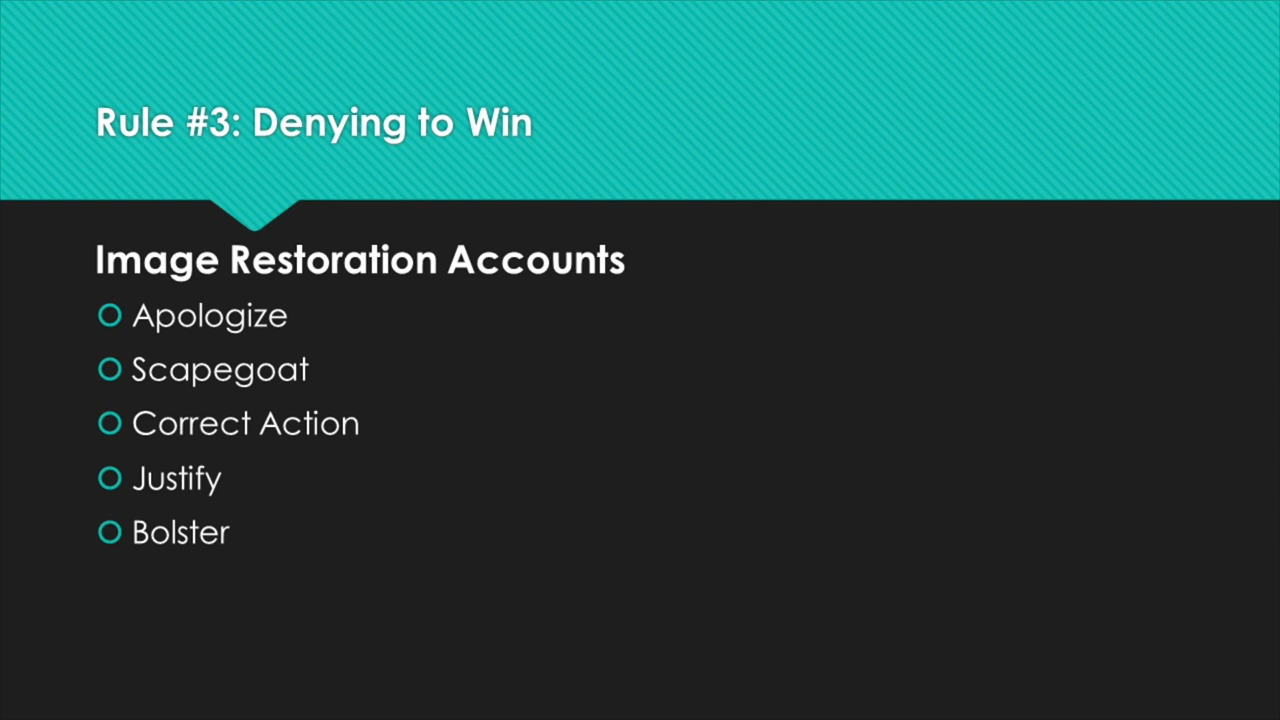 Rule #3: Denying to Win
Image Restoration Accounts
Apologize
Scapegoat
Correct Action
Justify
Bolster